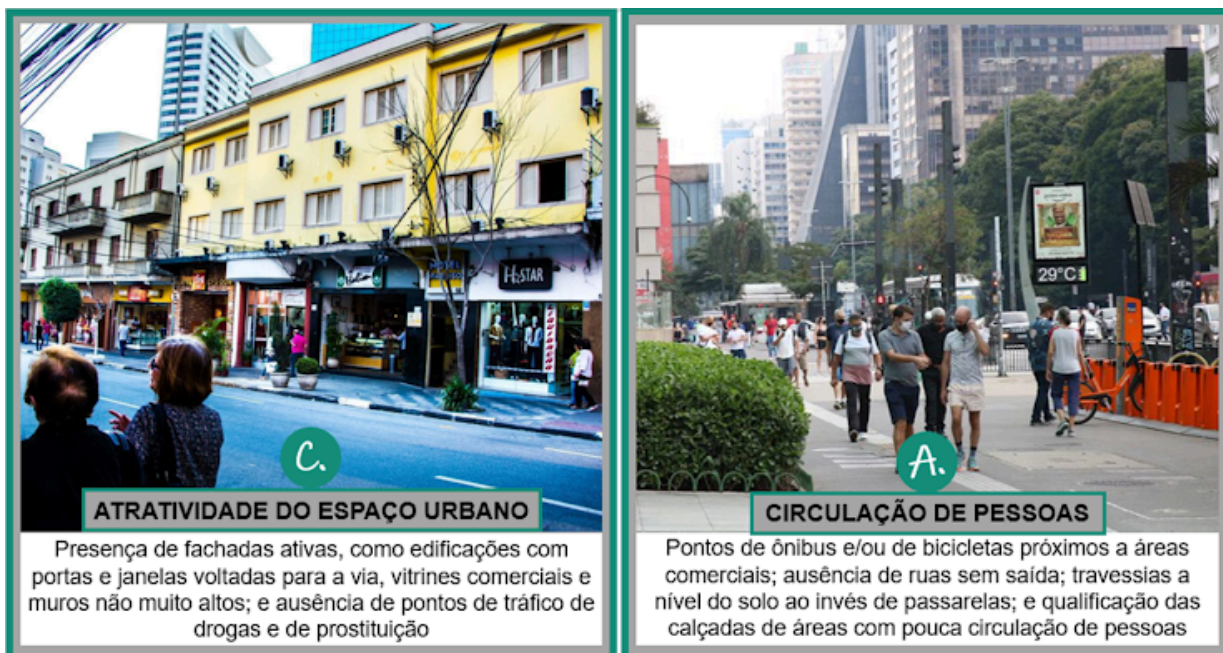 H2STAR
C.
ATRATIVIDADE DO ESPAÇO URBANO
Presença de fachadas ativas, como edificações com
portas e janelas voltadas para a via, vitrines comerciais e
muros não muito altos; e ausência de pontos de tráfico de
drogas e de prostituição
29°C
A.
CIRCULAÇÃO DE PESSOAS
Pontos de ônibus e/ou de bicicletas próximos a áreas
comerciais; ausência de ruas sem saída; travessias a
nível do solo ao invés de passarelas; e qualificação das
calçadas de áreas com pouca circulação de pessoas